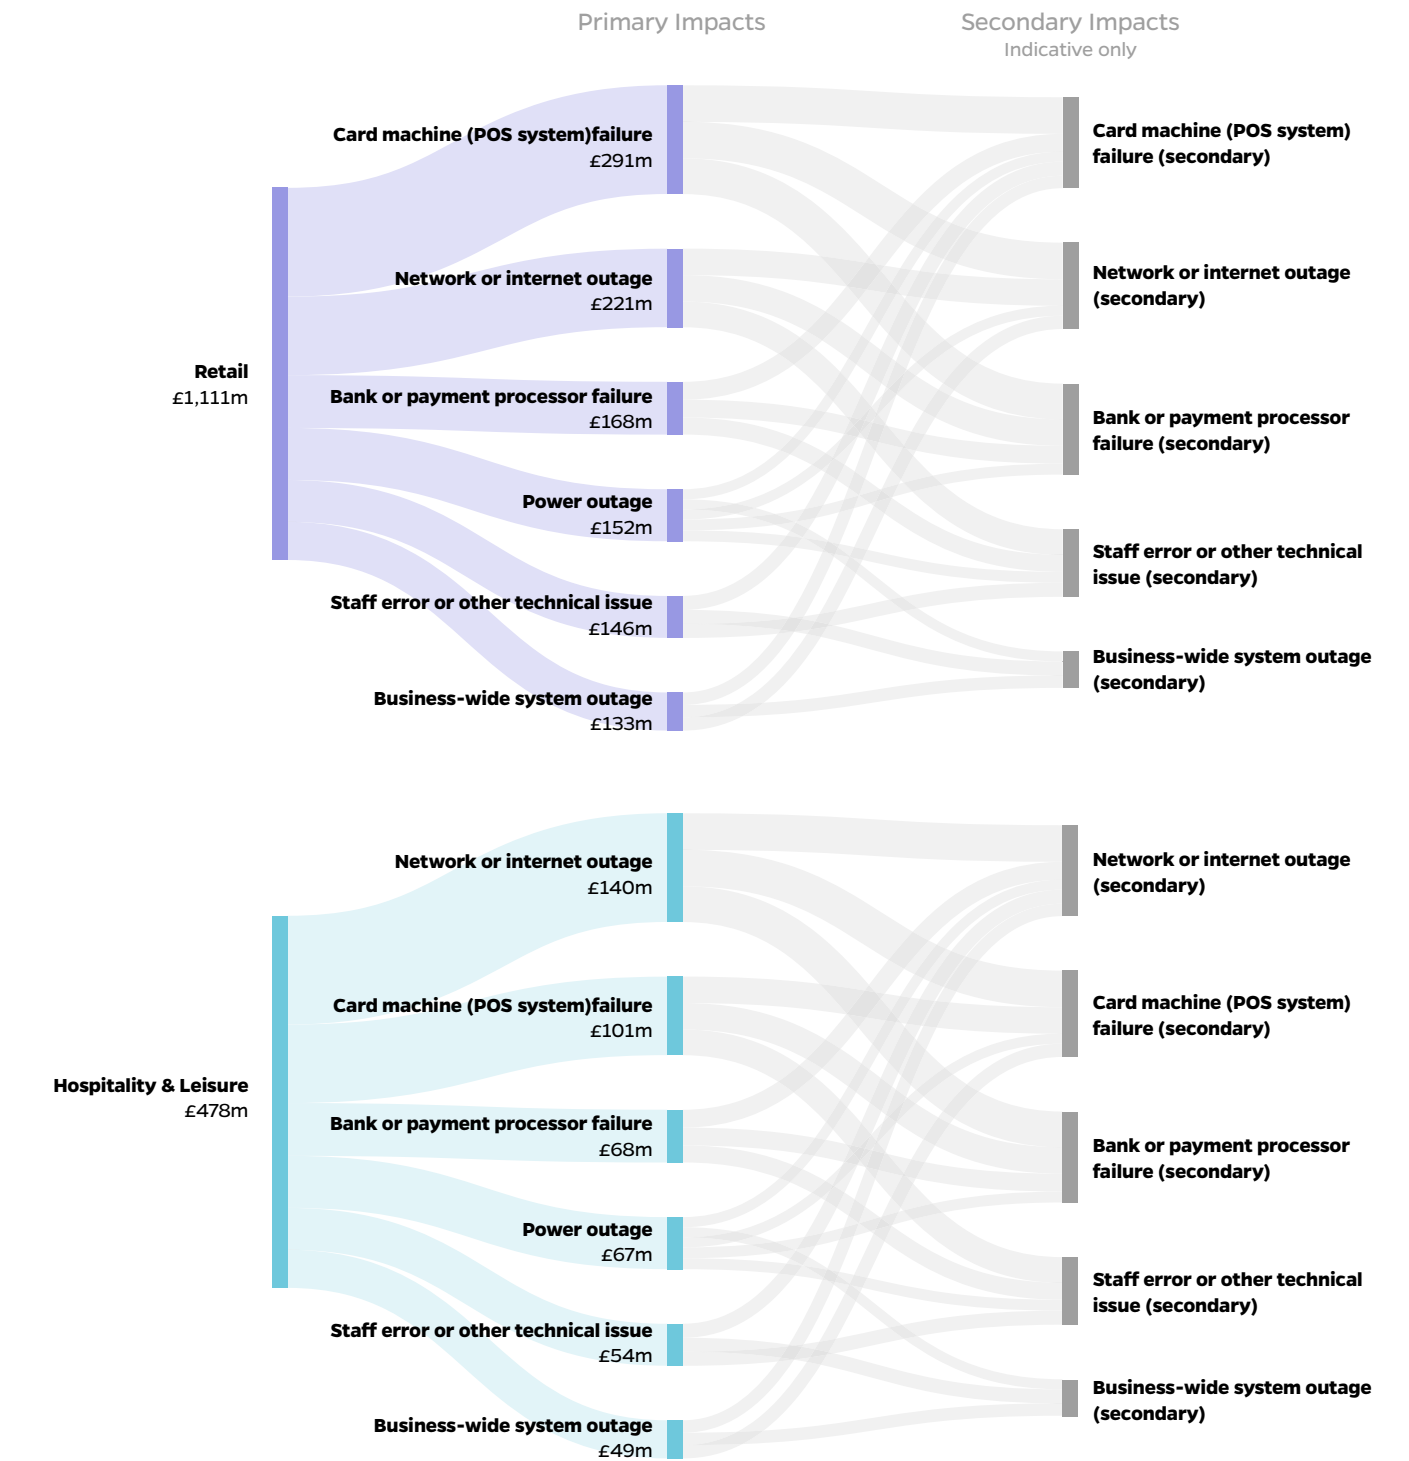 Primary Impacts
Secondary Impacts
Indicative only
Card machine (POS system)failure
£291m
Network or internet outage
£221m
Retail
£1,111m
Bank or payment processor failure
£168m
Power outage
£152m
Staff error or other technical issue
£146m
Business-wide system outage
£133m
Card machine (POS system)
failure (secondary)
Network or internet outage
(secondary)
Bank or payment processor
failure (secondary)
Staff error or other technical
issue (secondary)
Business-wide system outage
(secondary)
Network or internet outage
£140m
Card machine (POS system)failure
£101m
Hospitality & Leisure
£478m
Bank or payment processor failure
£68m
Power outage
£67m
Staff error or other technical issue
£54m
Business-wide system outage
£49m
Network or internet outage
(secondary)
Card machine (POS system)
failure (secondary)
Bank or payment processor
failure (secondary)
Staff error or other technical
issue (secondary)
Business-wide system outage
(secondary)